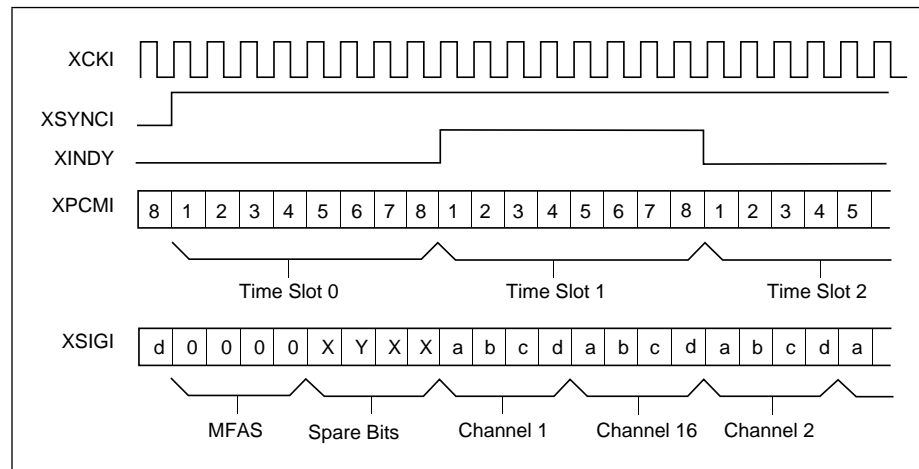 XCKI
XSYNCI
XINDY
XPCMI 8 1 2 3 4 5 6 7 8 1 2 3 4 5 6 7 8 1 2 3 4 5
Time Slot 0 Time Slot 1 Time Slot 2
XSIGI d 0 0 0 0 X Y X X a b c d a b c d a b c d a
MFAS Spare Bits Channel 1 Channel 16 Channel 2